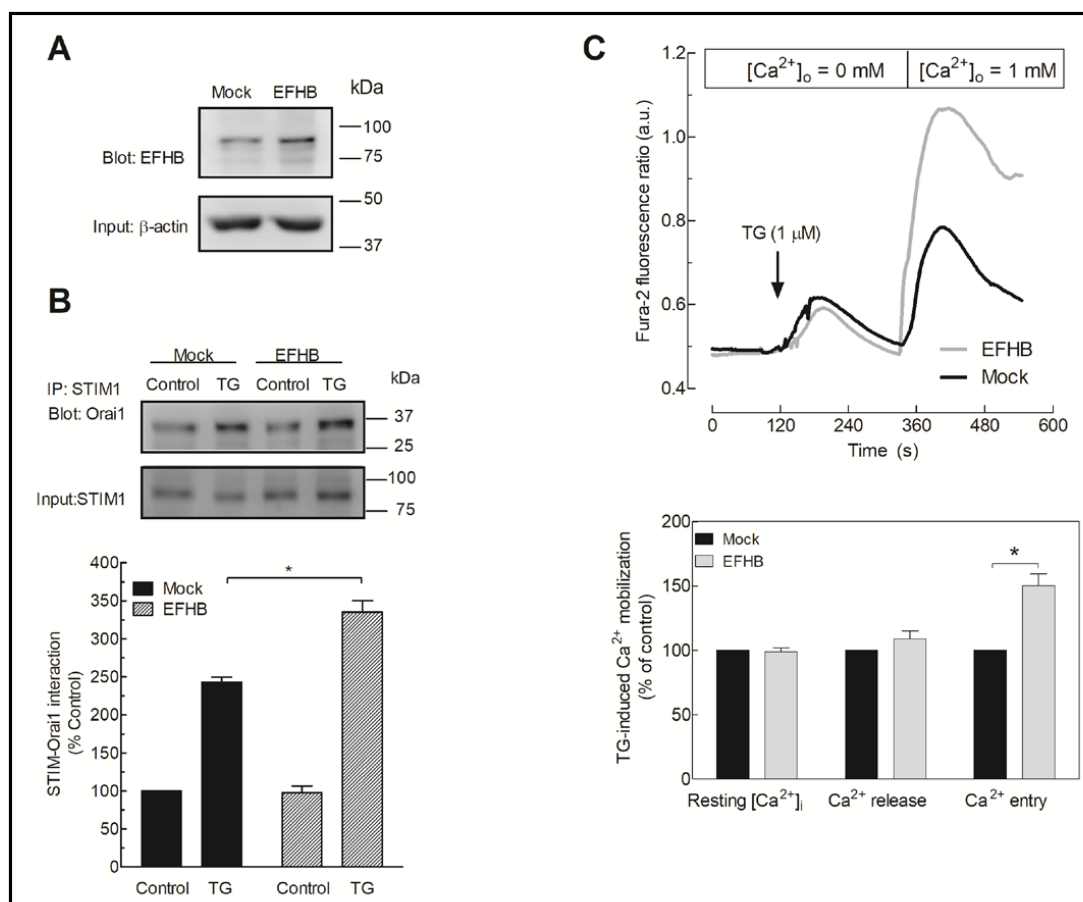 A
Mock EFHB kDa
100
Blot: EFHB
75
50
Input: β-actin
37
B
Mock EFHB
IP: STIM1 Control TG Control TG kDa
Blot: Orai1
37
25
100
Input:STIM1
75
400
350
300
250
200
150
100
75
50
25
0
STIM-Orai1 interaction
(% Control)
Mock
EFHB
*
Control TG Control TG
C
[Ca²⁺]ₒ = 0 mM [Ca²⁺]ₒ = 1 mM
1.2
1.0
0.8
0.6
0.4
Fura-2 fluorescence ratio (a.u.)
TG (1 μM)
EFHB
Mock
0 120 240 360 480 600
Time (s)
200
150
100
50
0
TG-induced Ca²⁺ mobilization
(% of control)
Mock
EFHB
*
Resting [Ca²⁺]ᵢ Ca²⁺ release Ca²⁺ entry